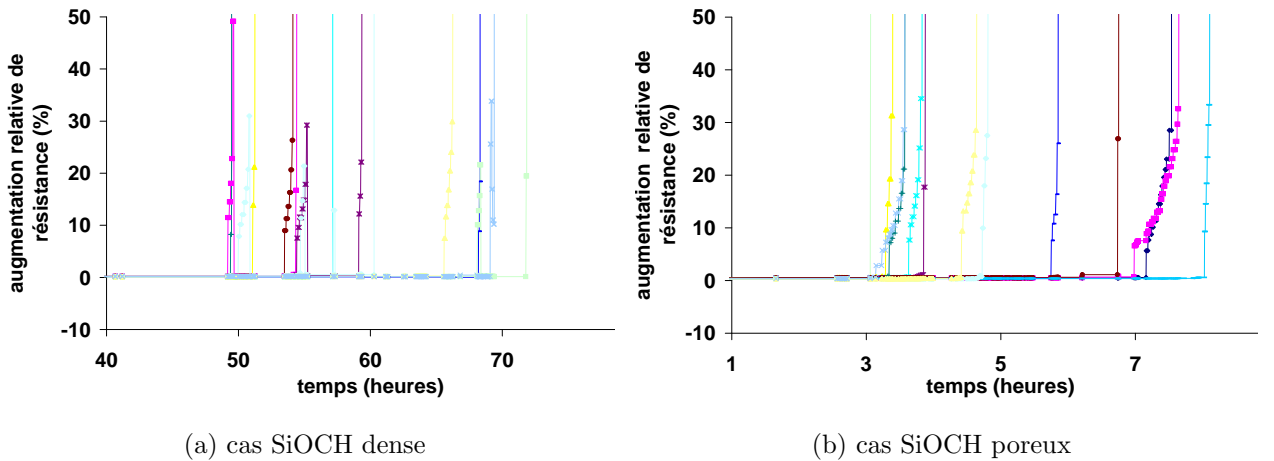 augmentation relative de
résistance (%)
50
40
30
20
10
0
-10
40
50
60
70
temps (heures)
(a) cas SiOCH dense
augmentation relative de
résistance (%)
50
40
30
20
10
0
-10
1
3
5
7
temps (heures)
(b) cas SiOCH poreux